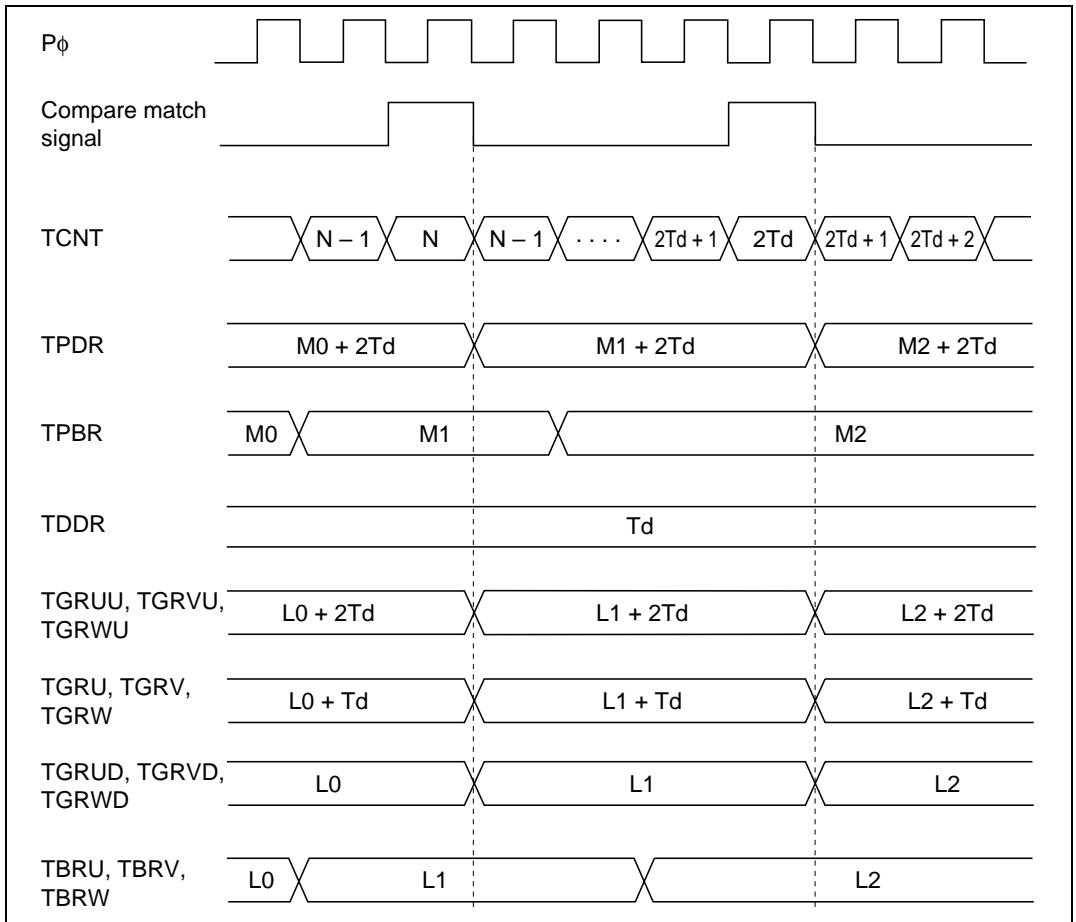 Pϕ
Compare match
signal
TCNT
N – 1 N N – 1 · · · · 2Td + 1 2Td 2Td + 1 2Td + 2
TPDR
M0 + 2Td M1 + 2Td M2 + 2Td
TPBR
M0 M1 M2
TDDR
Td
TGRUU, TGRVU,
TGRWU
L0 + 2Td L1 + 2Td L2 + 2Td
TGRU, TGRV,
TGRW
L0 + Td L1 + Td L2 + Td
TGRUD, TGRVD,
TGRWD
L0 L1 L2
TBRU, TBRV,
TBRW
L0 L1 L2